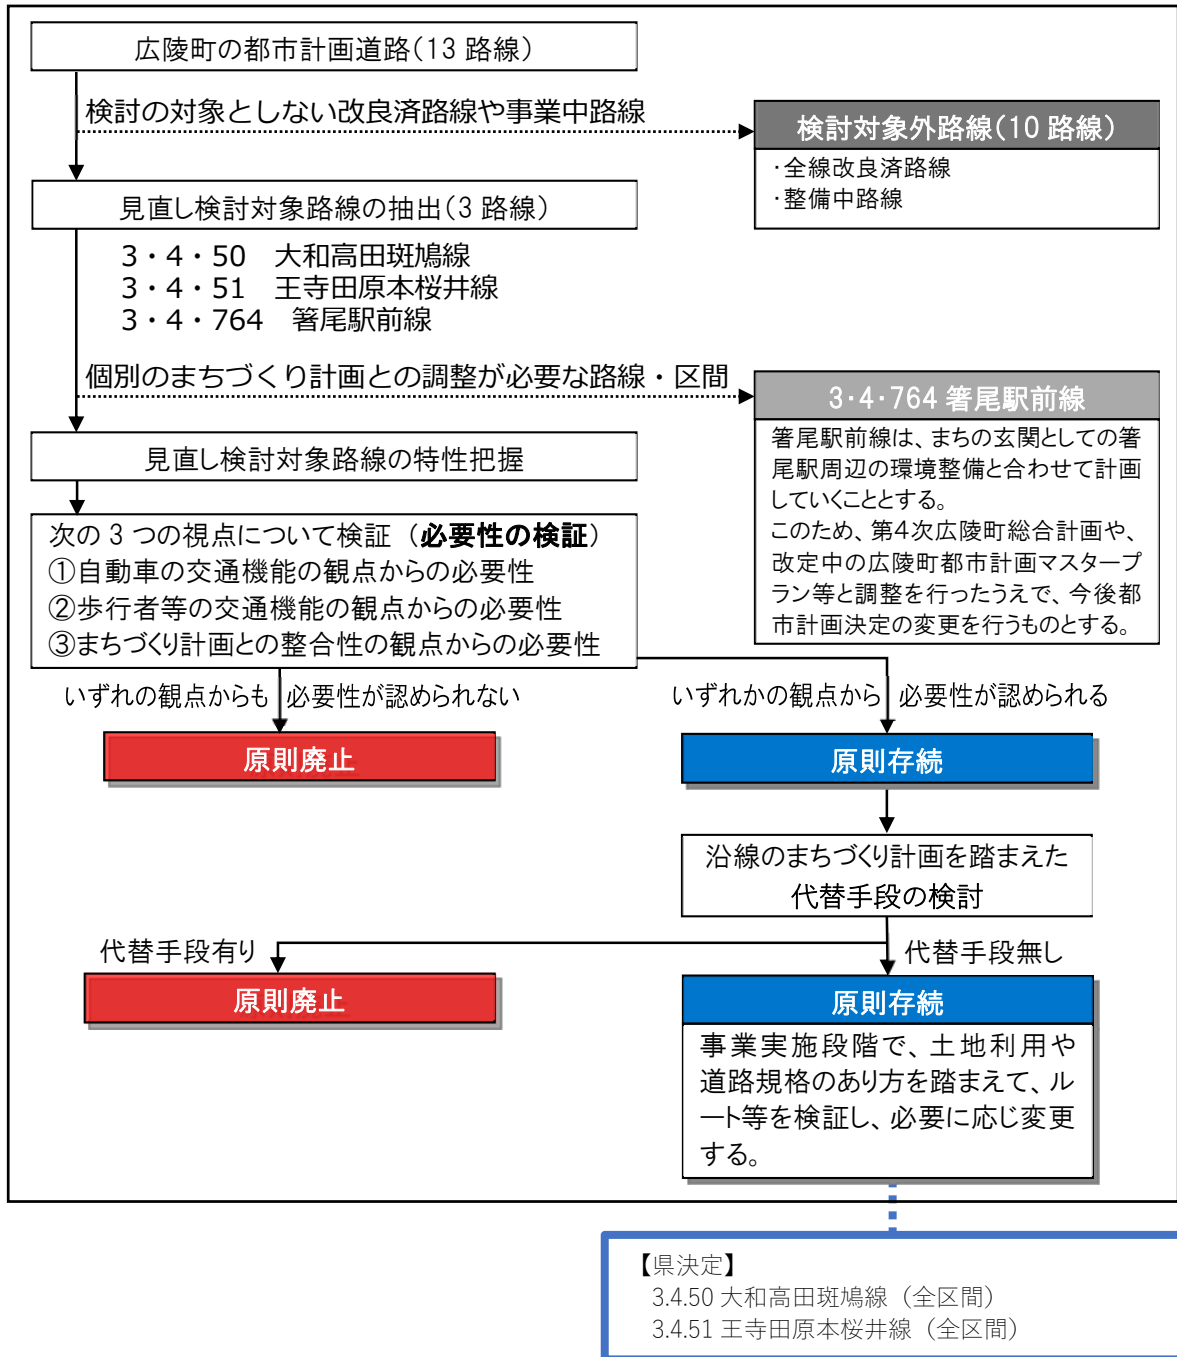 広陵町の都市計画道路（13 路線）
検討の対象としない改良済路線や事業中路線
検討対象外路線（10 路線）
・全線改良済路線
・整備中路線
見直し検討対象路線の抽出（3 路線）
3・4・50　大和高田斑鳩線
3・4・51　王寺田原本桜井線
3・4・764　箸尾駅前線
個別のまちづくり計画との調整が必要な路線・区間
3・4・764 箸尾駅前線
箸尾駅前線は、まちの玄関としての箸
尾駅周辺の環境整備と合わせて計画
していくこととする。
このため、第4次広陵町総合計画や、
改定中の広陵町都市計画マスタープ
ラン等と調整を行ったうえで、今後都
市計画決定の変更を行うものとする。
見直し検討対象路線の特性把握
次の 3 つの視点について検証（必要性の検証）
①自動車の交通機能の観点からの必要性
②歩行者等の交通機能の観点からの必要性
③まちづくり計画との整合性の観点からの必要性
いずれの観点からも　必要性が認められない
いずれかの観点から　必要性が認められる
原則廃止
原則存続
沿線のまちづくり計画を踏まえた
代替手段の検討
代替手段有り
代替手段無し
原則廃止
原則存続
事業実施段階で、土地利用や
道路規格のあり方を踏まえて、ル
ート等を検証し、必要に応じ変更
する。
【県決定】
3.4.50 大和高田斑鳩線（全区間）
3.4.51 王寺田原本桜井線（全区間）